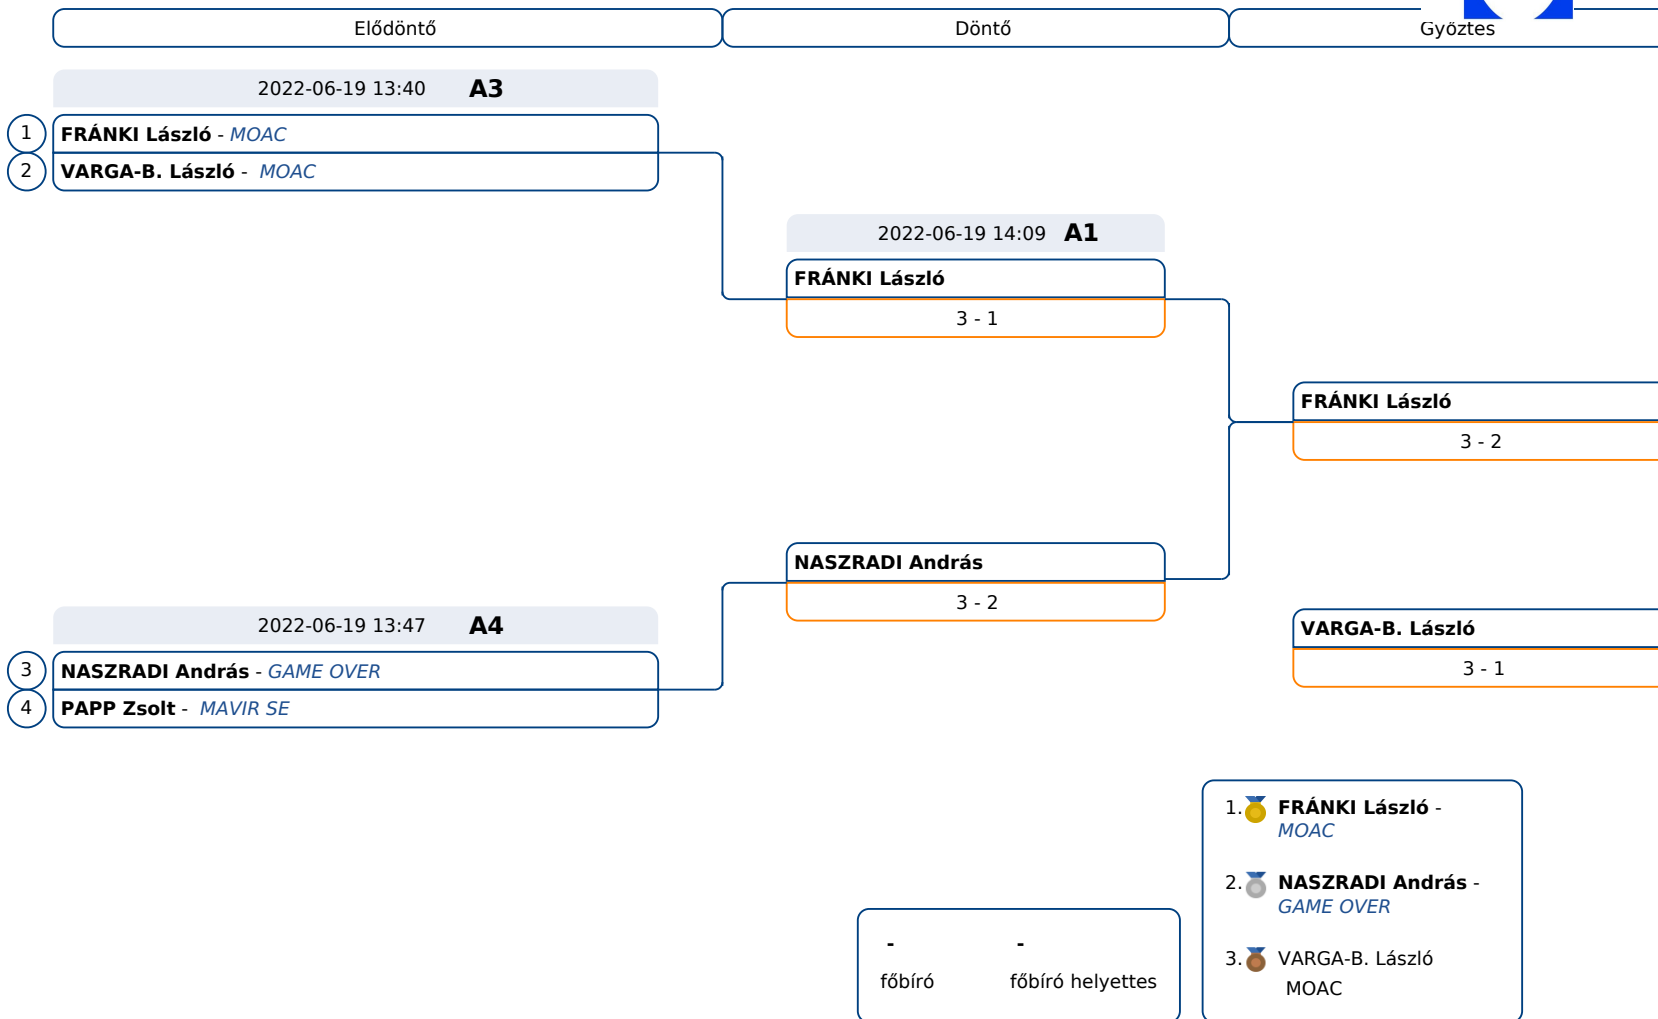 Elődöntő
Döntő
Győztes
2022-06-19 13:40 A3
1 FRÁNKI László - MOAC
2 VARGA-B. László - MOAC
2022-06-19 14:09 A1
FRÁNKI László
3 - 1
FRÁNKI László
3 - 2
NASZRADI András
3 - 2
2022-06-19 13:47 A4
3 NASZRADI András - GAME OVER
4 PAPP Zsolt - MAVIR SE
VARGA-B. László
3 - 1
1. FRÁNKI László -
MOAC
2. NASZRADI András -
GAME OVER
3. VARGA-B. László
MOAC
- -
főbíró főbíró helyettes